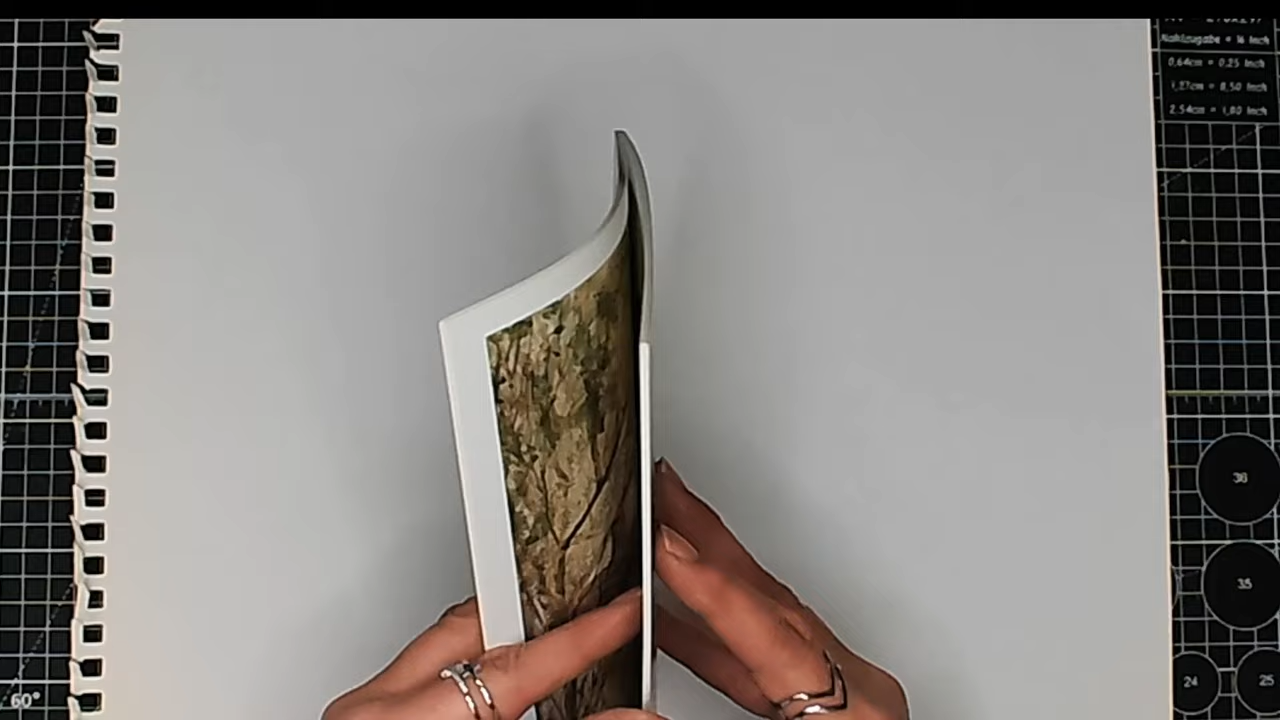 Nahtzugabe = ¼ Inch
0,64cm = 0,25 Inch
1,27cm = 0,50 Inch
2,54cm = 1,00 Inch
36
35
24
25
60°